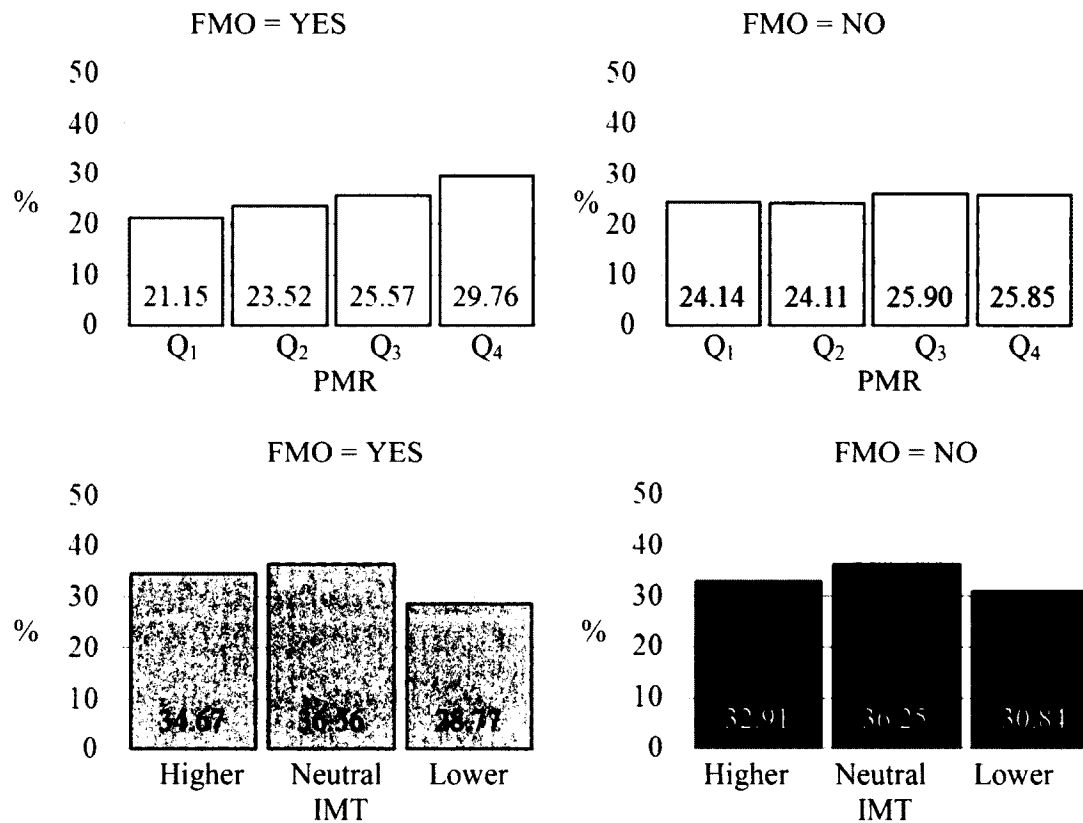 FMO = YES
50
40
30
%
20
10
0
21.15 23.52 25.57 29.76
Q₁ Q₂ Q₃ Q₄
PMR
FMO = NO
50
40
30
%
20
10
0
24.14 24.11 25.90 25.85
Q₁ Q₂ Q₃ Q₄
PMR
FMO = YES
50
40
30
%
20
10
0
34.67 36.56 28.77
Higher Neutral Lower
IMT
FMO = NO
50
40
30
%
20
10
0
32.91 36.25 30.84
Higher Neutral Lower
IMT